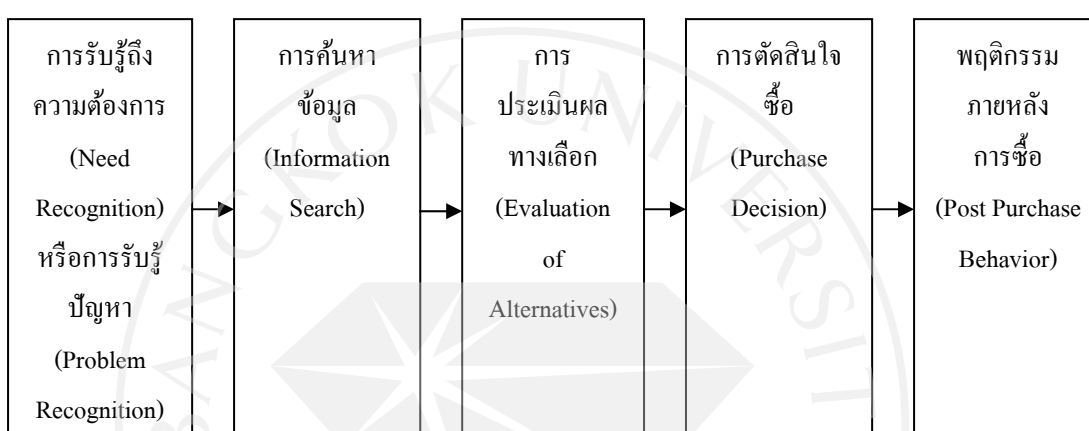 การรับรู้ถึง
ความต้องการ
(Need
Recognition)
หรือการรับรู้
ปัญหา
(Problem
Recognition)
การค้นหา
ข้อมูล
(Information
Search)
การ
ประเมินผล
ทางเลือก
(Evaluation
of
Alternatives)
การตัดสินใจ
ซื้อ
(Purchase
Decision)
พฤติกรรม
ภายหลัง
การซื้อ
(Post Purchase
Behavior)
BANGKOK UNIVERSIT